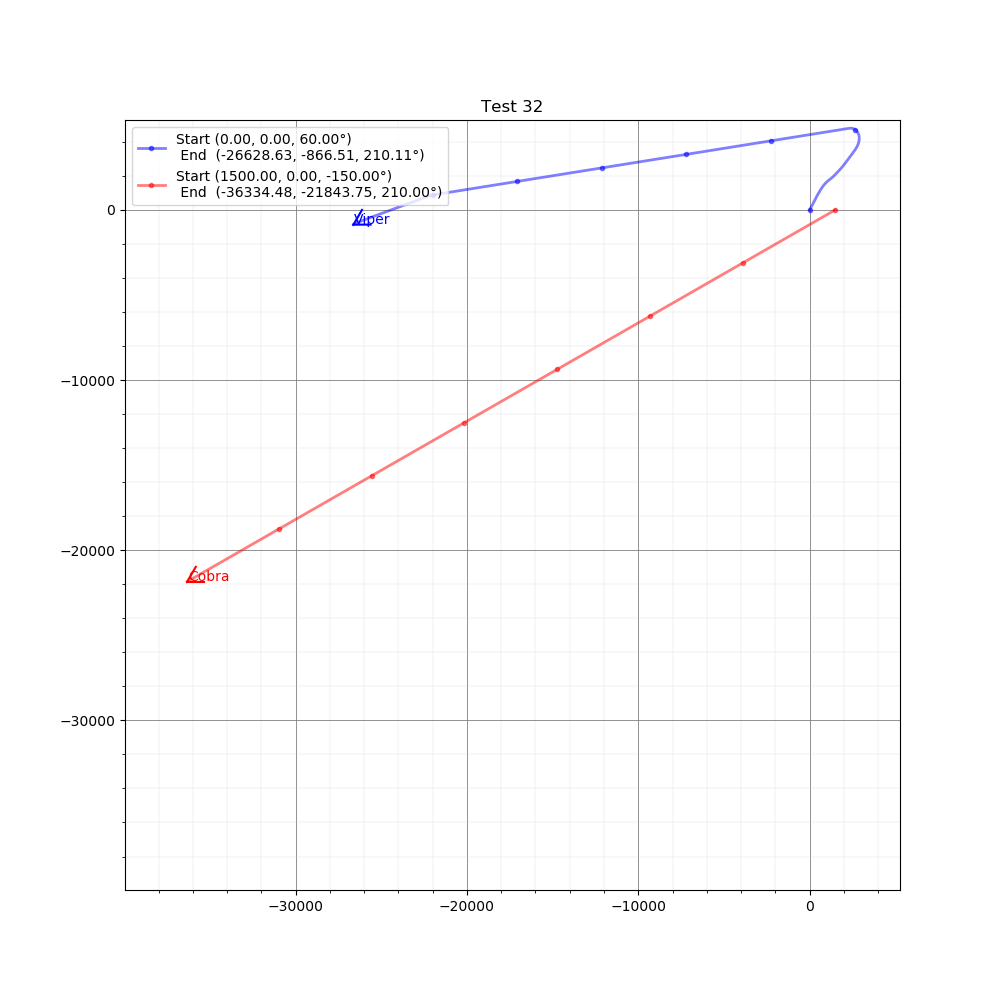 Test 32
Start (0.00, 0.00, 60.00°)
End  (-26628.63, -866.51, 210.11°)
Start (1500.00, 0.00, -150.00°)
End  (-36334.48, -21843.75, 210.00°)
Viper
Cobra
0
−10000
−20000
−30000
−30000
−20000
−10000
0